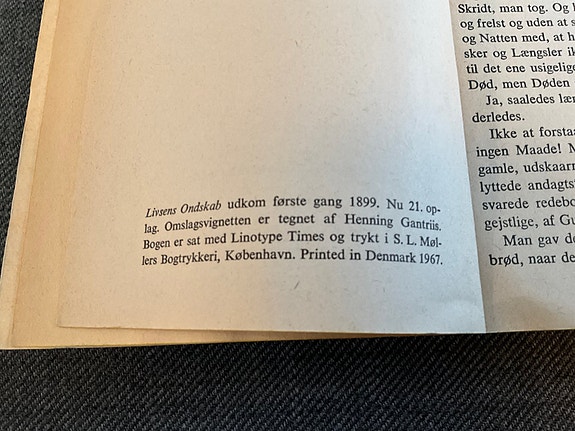 Livsens Ondskab udkom første gang 1899. Nu 21. op-
lag. Omslagsvignetten er tegnet af Henning Gantriis.
Bogen er sat med Linotype Times og trykt i S. L. Møl-
lers Bogtrykkeri, København. Printed in Denmark 1967.
Skridt, man tog. Og
og frelst og uden at
og Natten med, at
sker og Længsler
til det ene usigelige
Død, men Døden
Ja, saaledes
derledes.
Ikke at
ingen Maade!
gamle,
lyttede
svarede
gejstlige, af
Man gav
brød, naar